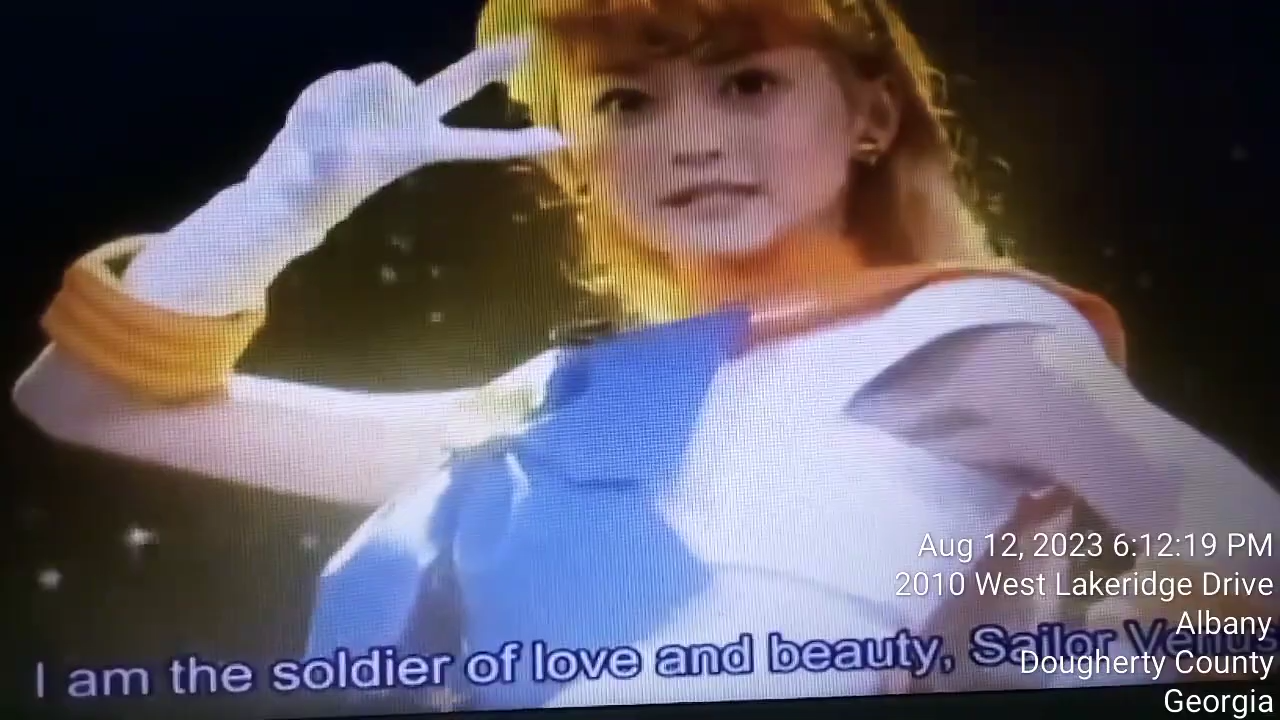 Aug 12, 2023 6:12:19 PM
2010 West Lakeridge Drive
Albany
Dougherty County
Georgia
I am the soldier of love and beauty, Sailor Venus